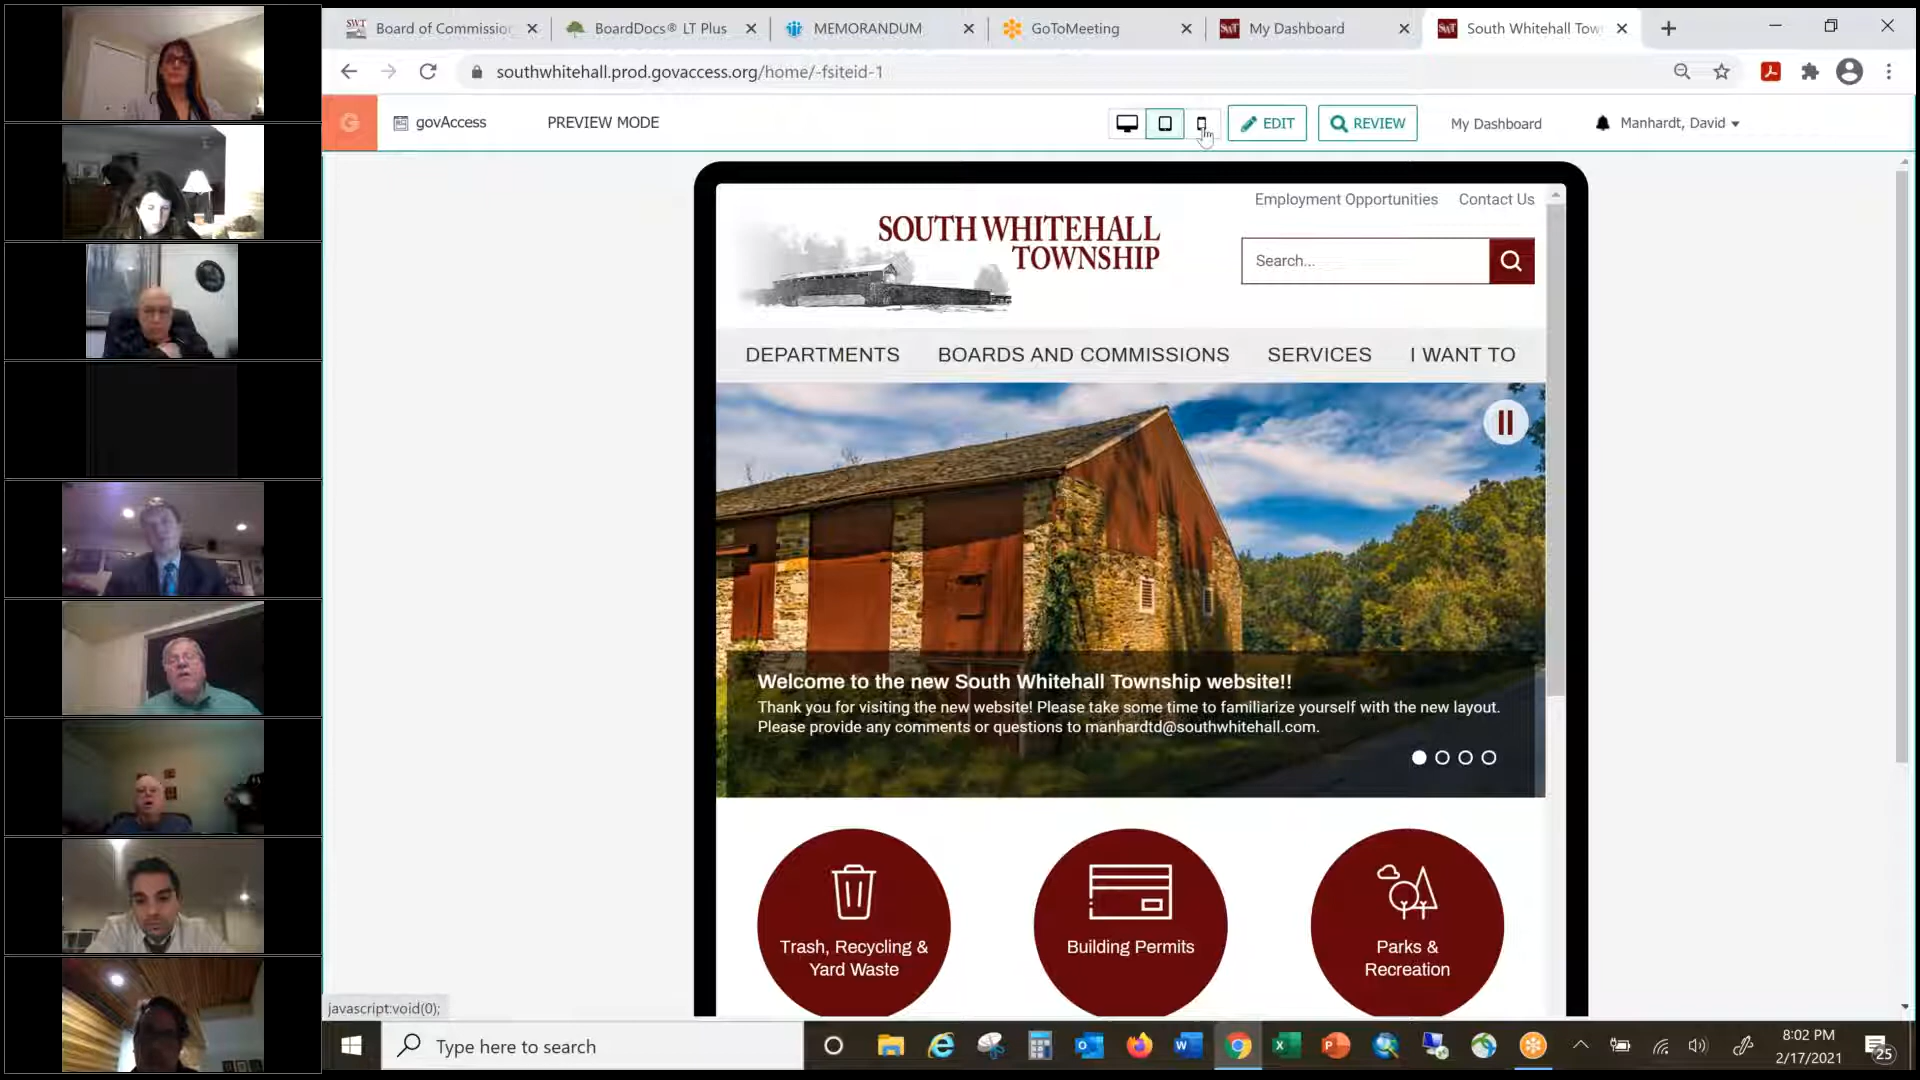 Board of Commissio
BoardDocs® LT Plus
MEMORANDUM
GoToMeeting
My Dashboard
South Whitehall Tow
southwhitehall.prod.govaccess.org/home/-fsiteid-1
G
govAccess
PREVIEW MODE
EDIT
REVIEW
My Dashboard
Manhardt, David
Employment Opportunities
Contact Us
SOUTH WHITEHALL
TOWNSHIP
Search...
DEPARTMENTS
BOARDS AND COMMISSIONS
SERVICES
I WANT TO
Welcome to the new South Whitehall Township website!!
Thank you for visiting the new website! Please take some time to familiarize yourself with the new layout.
Please provide any comments or questions to manhardtd@southwhitehall.com.
Trash, Recycling &
Yard Waste
Building Permits
Parks &
Recreation
javascript:void(0);
Type here to search
8:02 PM
2/17/2021
25